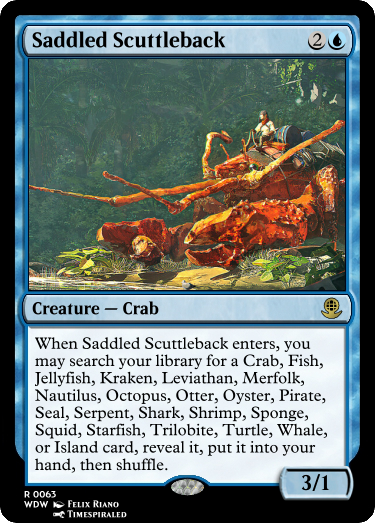 Saddled Scuttleback 2
Creature — Crab
When Saddled Scuttleback enters, you
may search your library for a Crab, Fish,
Jellyfish, Kraken, Leviathan, Merfolk,
Nautilus, Octopus, Otter, Oyster, Pirate,
Seal, Serpent, Shark, Shrimp, Sponge,
Squid, Starfish, Trilobite, Turtle, Whale,
or Island card, reveal it, put it into your
hand, then shuffle.
3/1
R 0063
WDW Felix Riano
Timespiraled